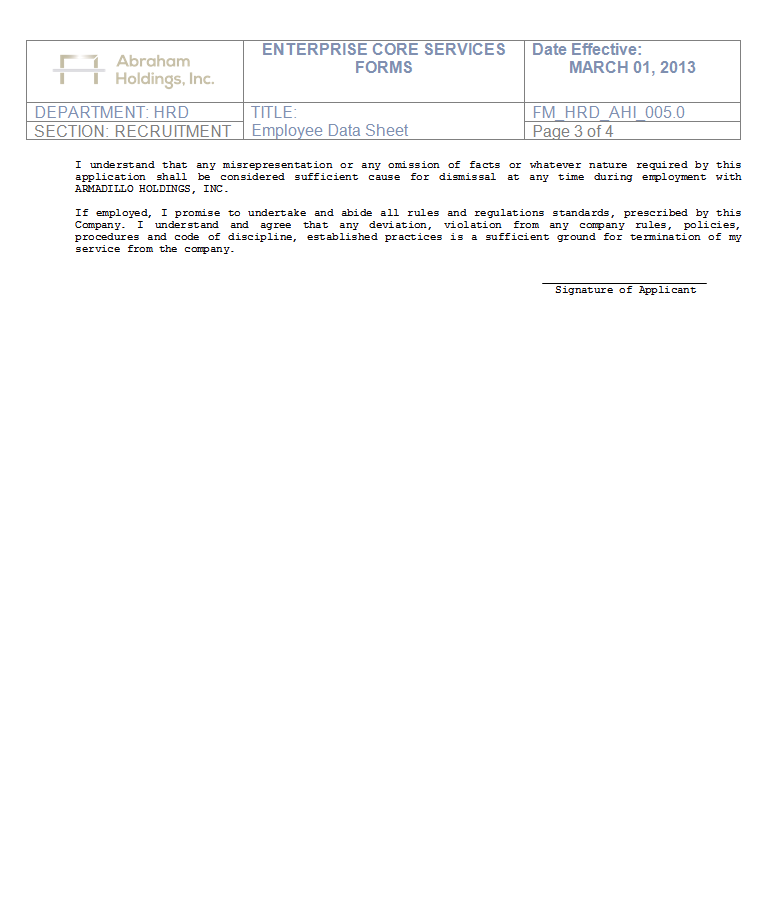 Abraham
Holdings, Inc.
ENTERPRISE CORE SERVICES
FORMS
Date Effective:
MARCH 01, 2013
DEPARTMENT: HRD
TITLE:
FM_HRD_AHI_005.0
SECTION: RECRUITMENT
Employee Data Sheet
Page 3 of 4
I understand that any misrepresentation or any omission of facts or whatever nature required by this
application shall be considered sufficient cause for dismissal at any time during employment with
ARMADILLO HOLDINGS, INC.
If employed, I promise to undertake and abide all rules and regulations standards, prescribed by this
Company. I understand and agree that any deviation, violation from any company rules, policies,
procedures and code of discipline, established practices is a sufficient ground for termination of my
service from the company.
Signature of Applicant